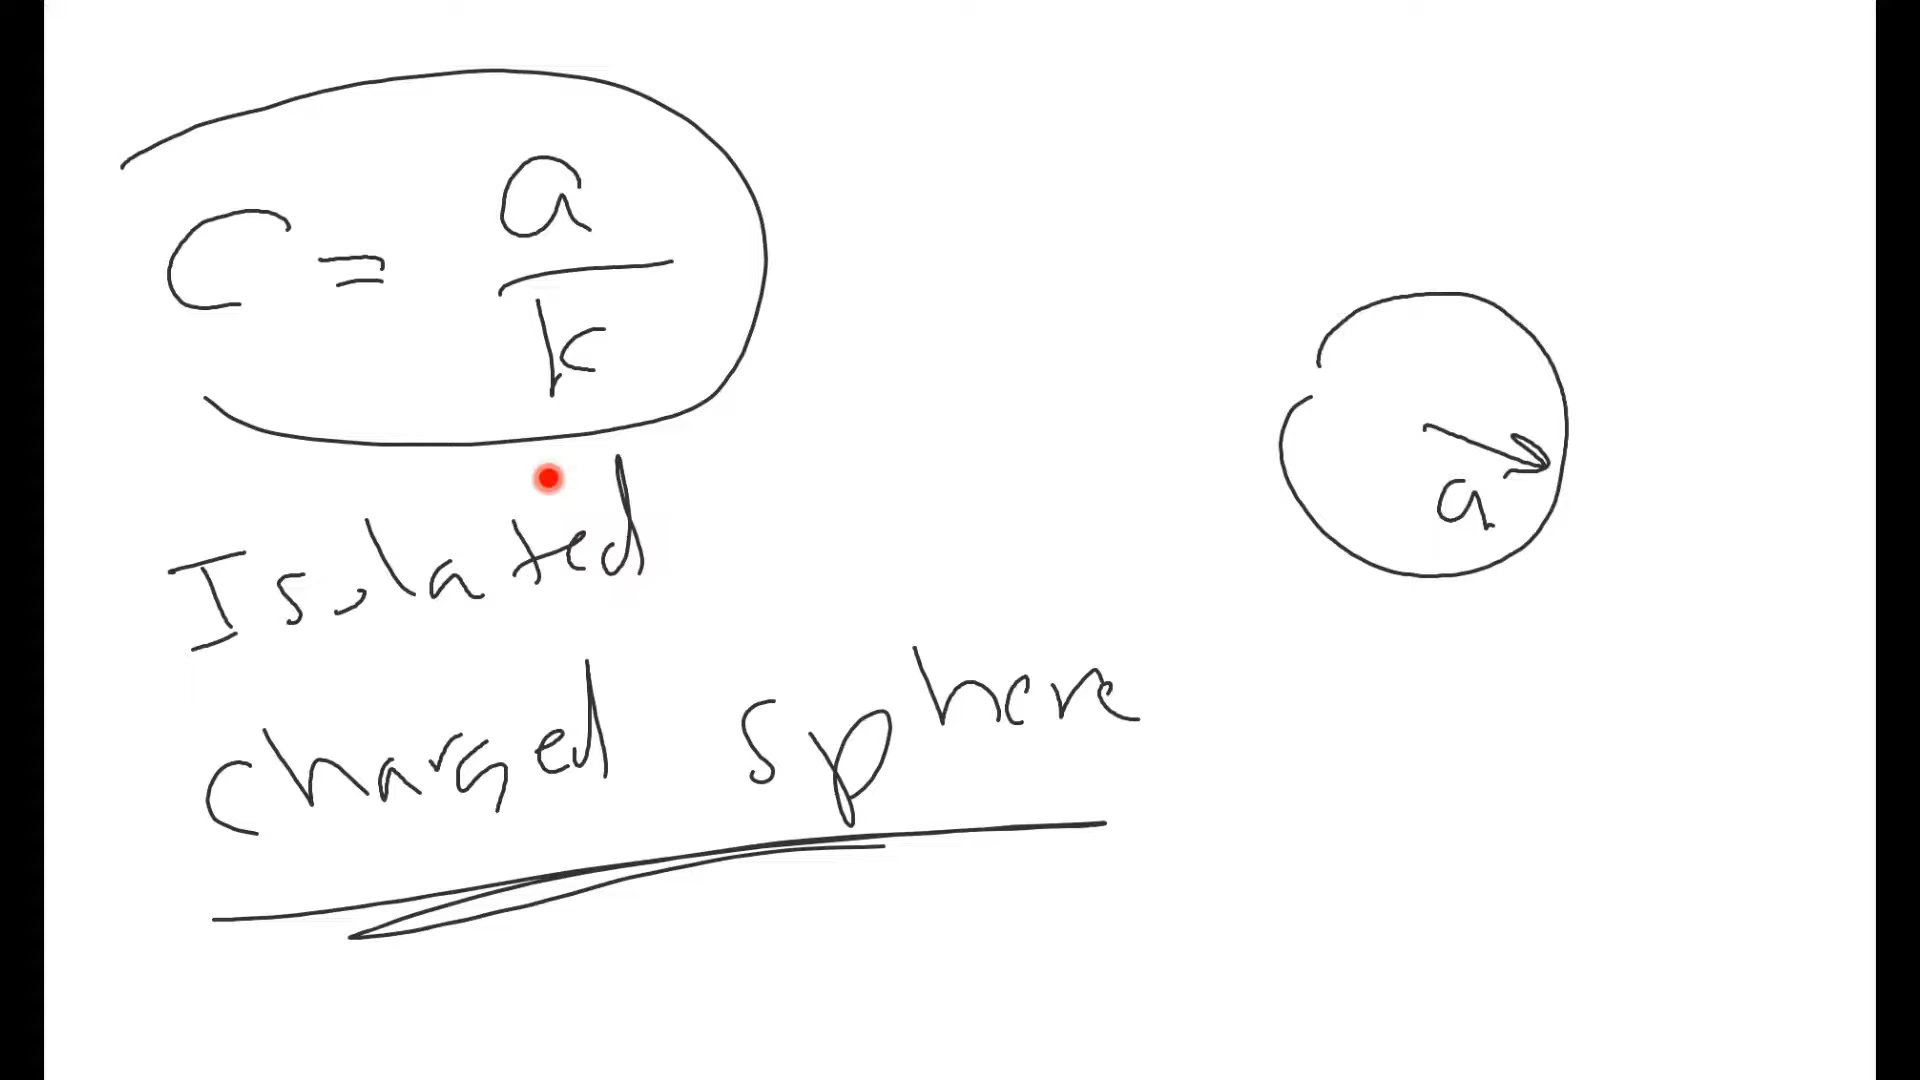 C = a/k
a
Isolated
charged sphere